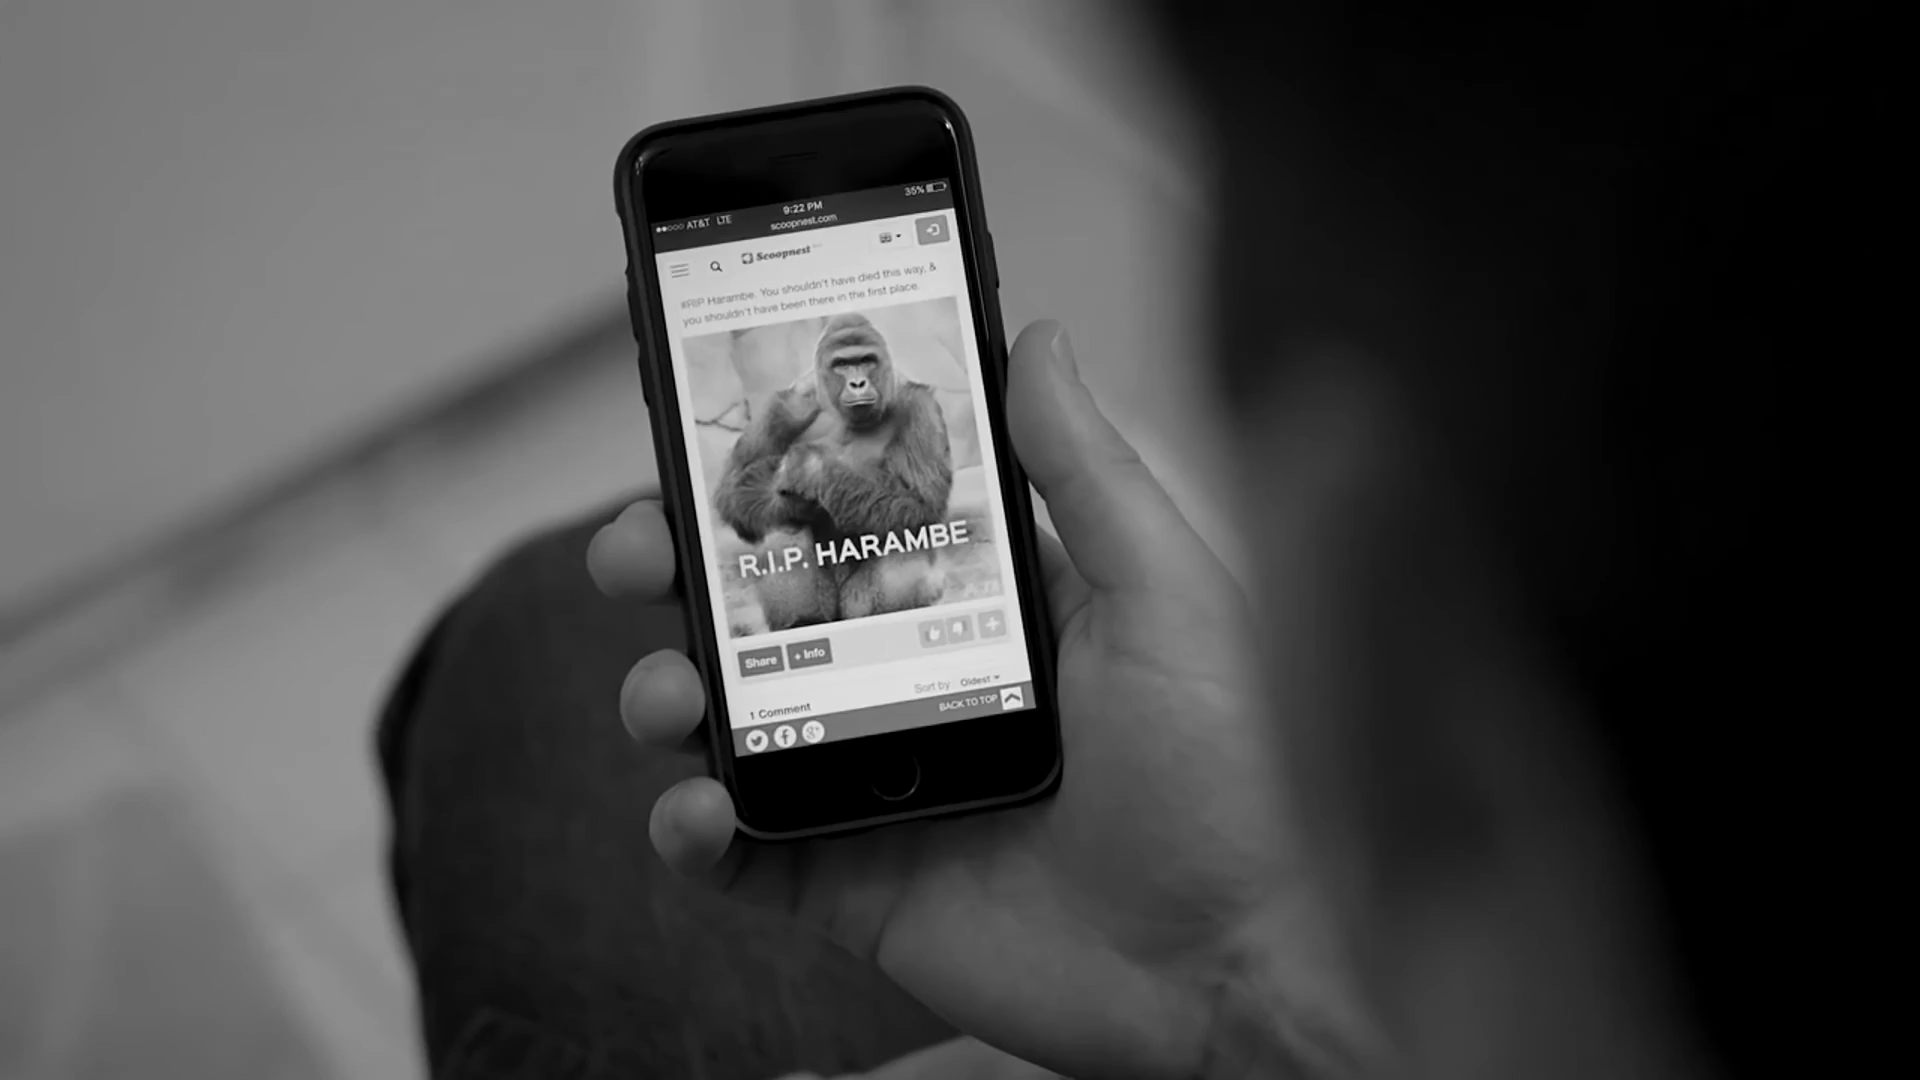 AT&T LTE
9:22 PM
35%
scoopnest.com
Scoopnest
#RIP Harambe. You shouldn't have died this way, &
you shouldn't have been there in the first place.
R.I.P. HARAMBE
Share
+ Info
Sort by Oldest
1 Comment
BACK TO TOP